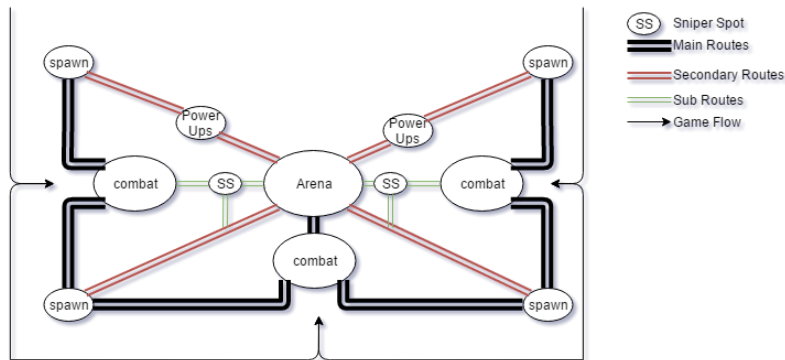 SS
Sniper Spot
Main Routes
Secondary Routes
Sub Routes
Game Flow
spawn
spawn
Power
Ups
Power
Ups
combat
SS
Arena
SS
combat
combat
spawn
spawn